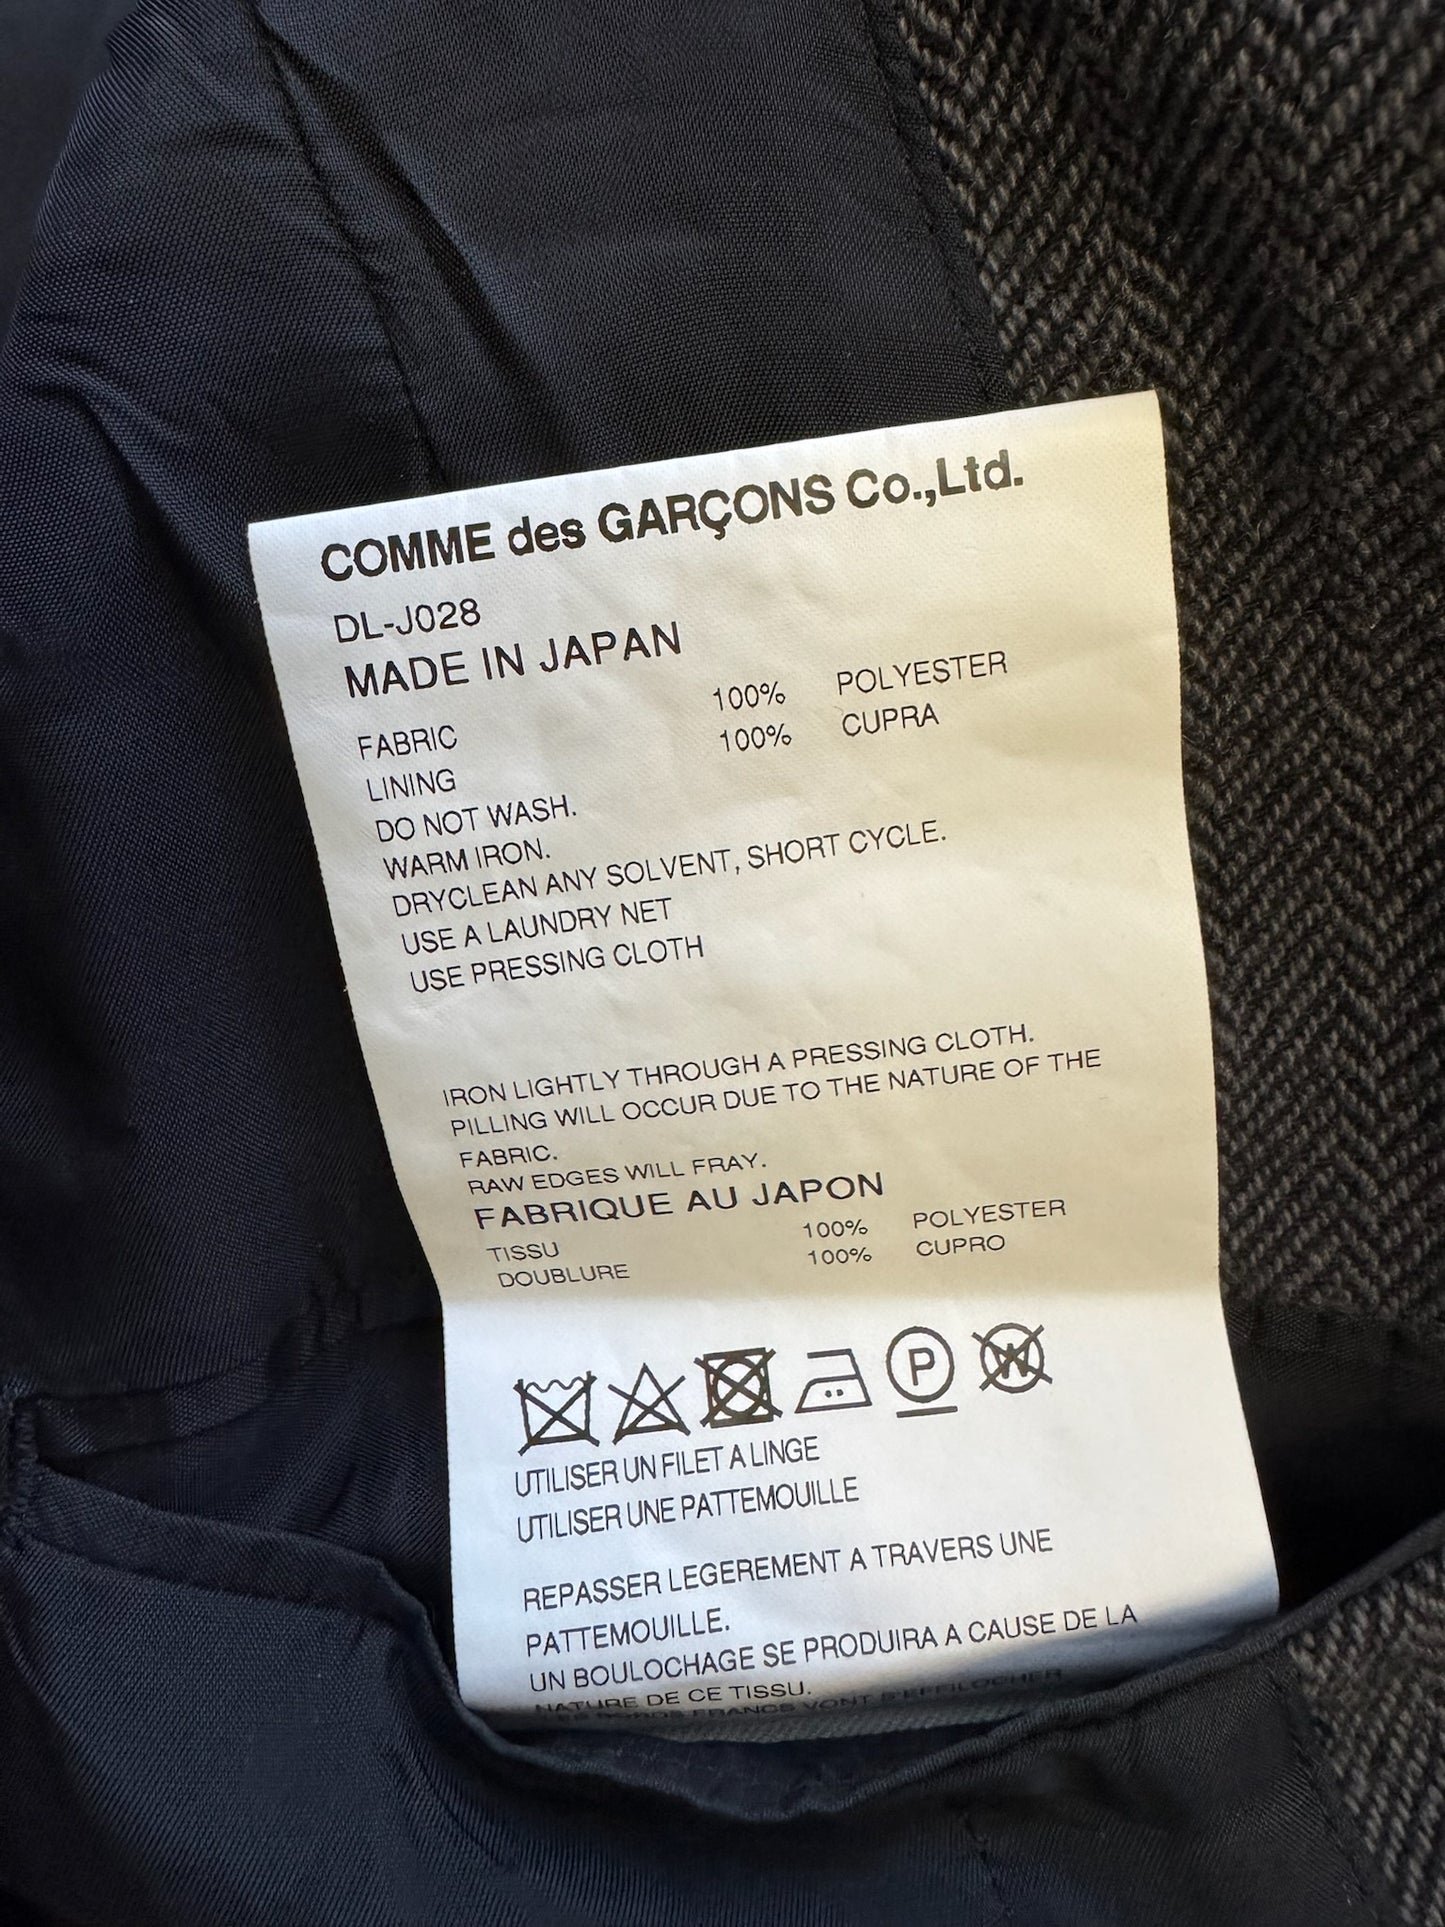 COMME des GARÇONS Co.,Ltd.
DL-J028
MADE IN JAPAN
FABRIC 100% POLYESTER
LINING 100% CUPRA
DO NOT WASH.
WARM IRON.
DRYCLEAN ANY SOLVENT, SHORT CYCLE.
USE A LAUNDRY NET
USE PRESSING CLOTH
IRON LIGHTLY THROUGH A PRESSING CLOTH.
PILLING WILL OCCUR DUE TO THE NATURE OF THE
FABRIC.
RAW EDGES WILL FRAY.
FABRIQUE AU JAPON
TISSU 100% POLYESTER
DOUBLURE 100% CUPRO
P W
UTILISER UN FILET A LINGE
UTILISER UNE PATTEMOUILLE
REPASSER LEGEREMENT A TRAVERS UNE
PATTEMOUILLE.
UN BOULOCHAGE SE PRODUIRA A CAUSE DE LA
NATURE DE CE TISSU.
FRANCS VONT S'EFFILOCHER